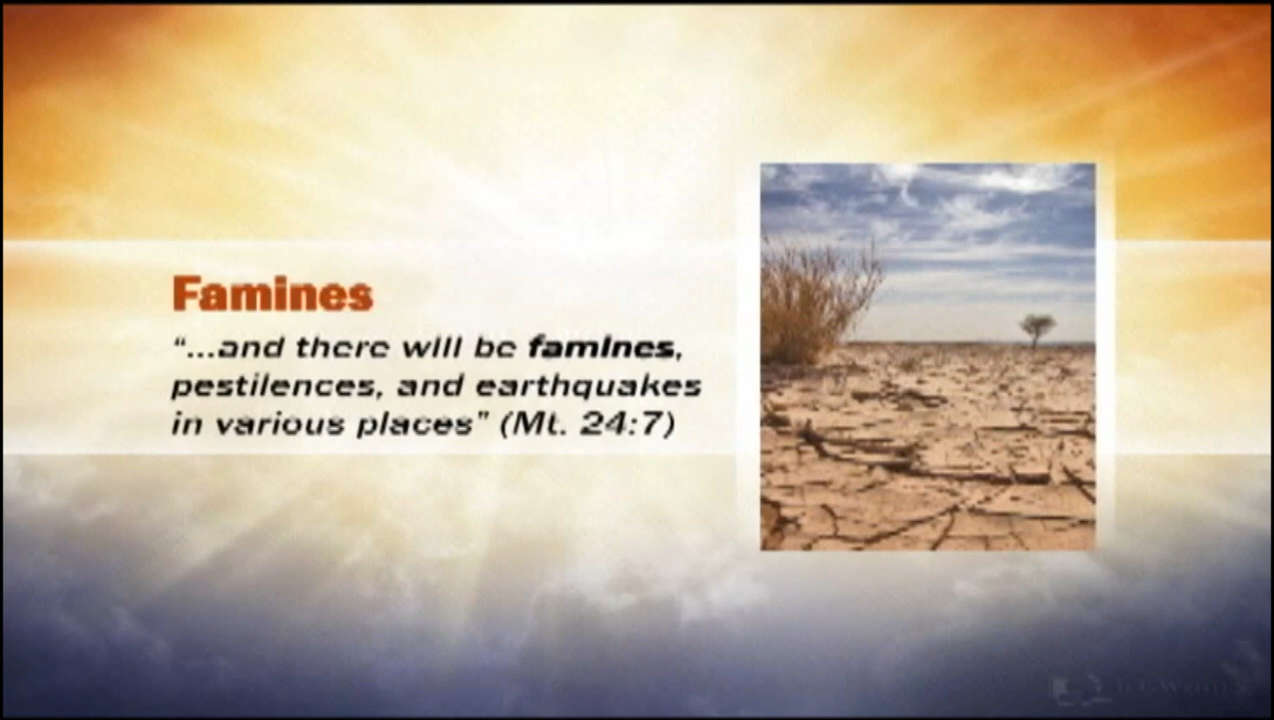 Famines
“...and there will be famines,
pestilences, and earthquakes
in various places” (Mt. 24:7)